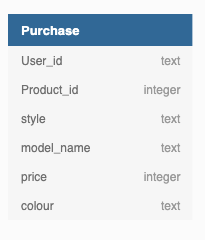 Purchase
User_id text
Product_id integer
style text
model_name text
price integer
colour text